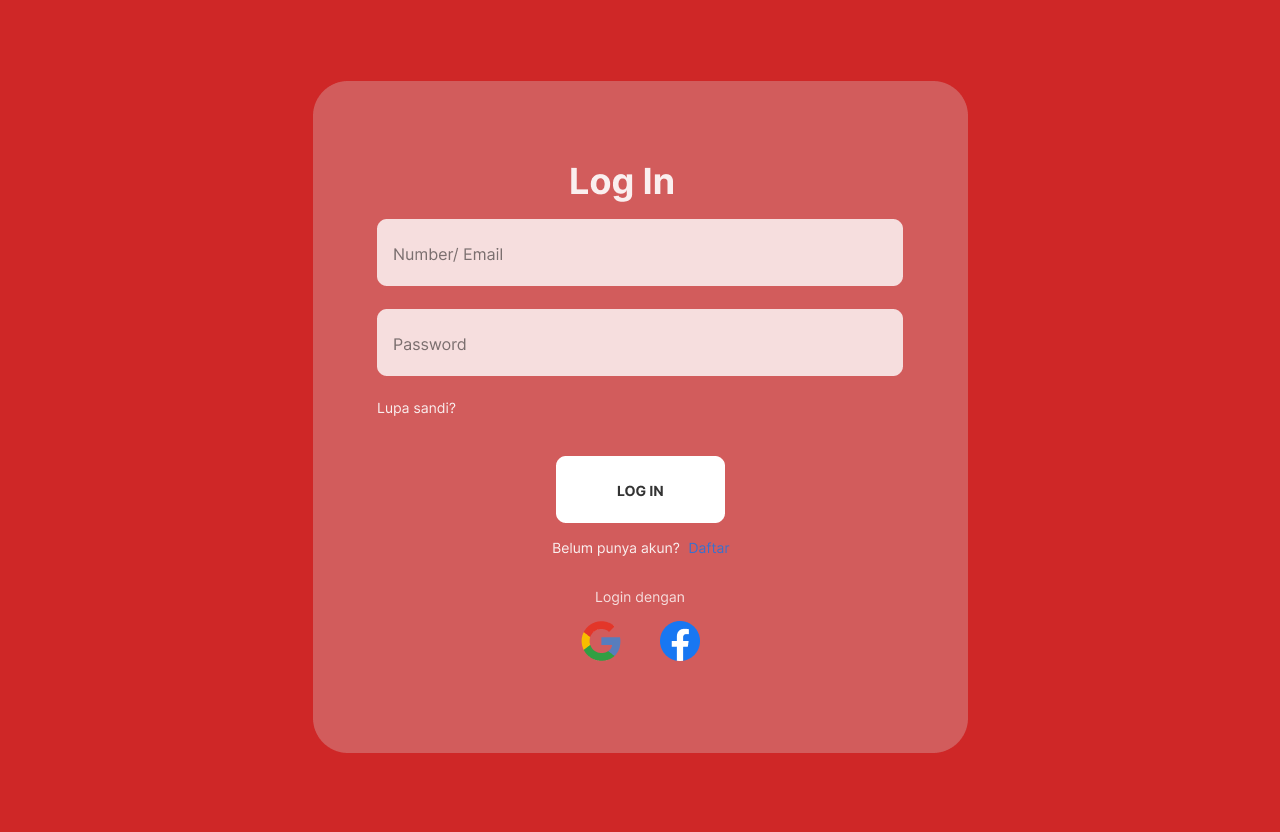 Log In
Number/ Email
Password
Lupa sandi?
LOG IN
Belum punya akun? Daftar
Login dengan